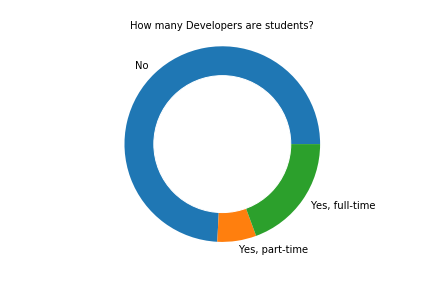 How many Developers are students?
No
Yes, full-time
Yes, part-time